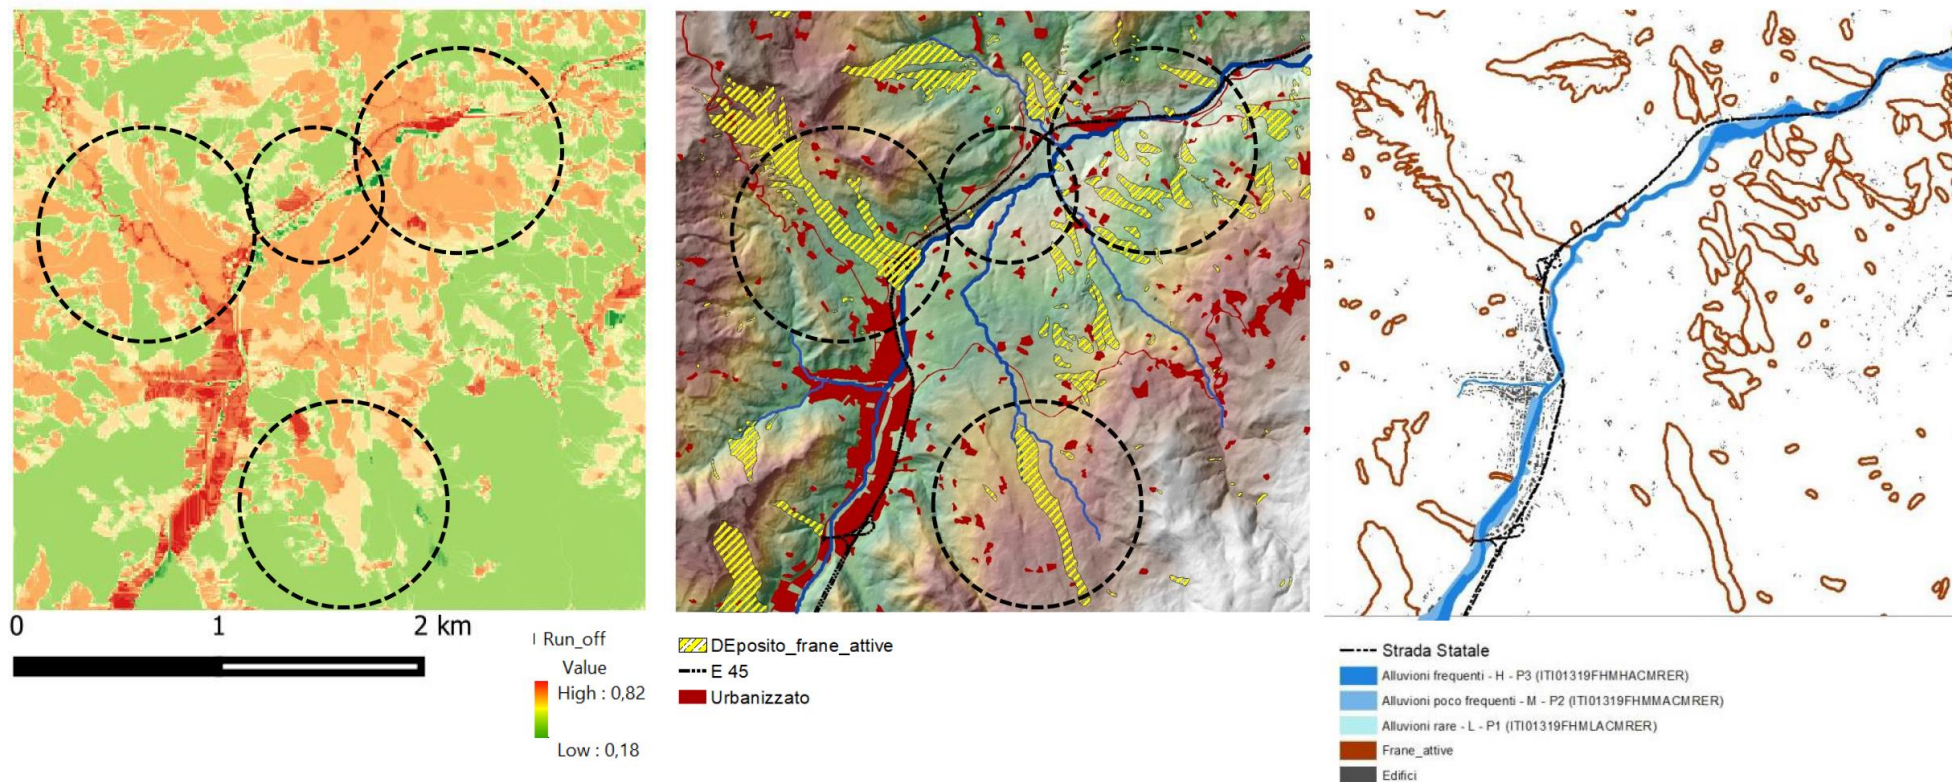 0 1 2 km
Run_off
Value
High : 0,82
Low : 0,18
DEposito_frane_attive
E 45
Urbanizzato
Strada Statale
Alluvioni frequenti - H - P3 (ITI01319FHMHACMRER)
Alluvioni poco frequenti - M - P2 (ITI01319FHMMACMRER)
Alluvioni rare - L - P1 (ITI01319FHMLACMRER)
Frane_attive
Edifici